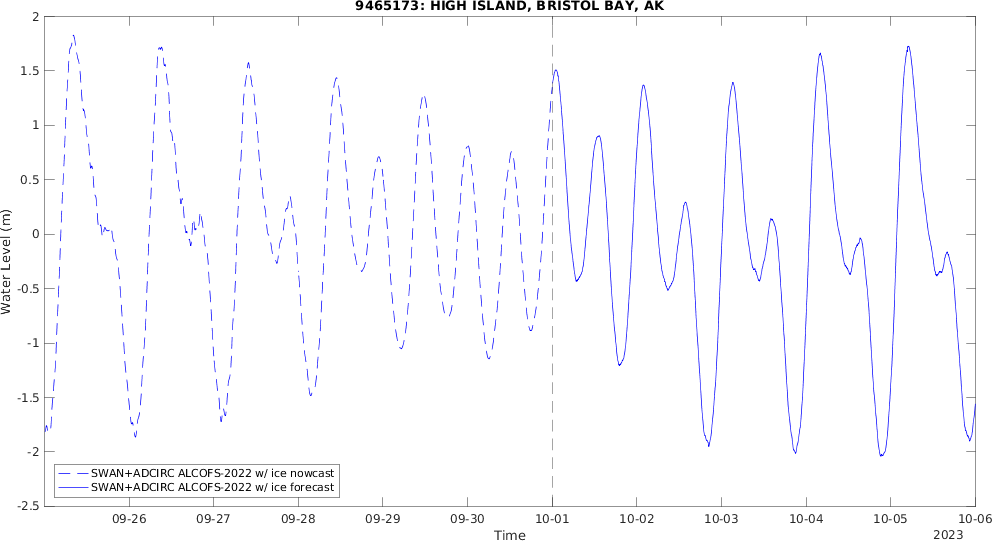 9465173: HIGH ISLAND, BRISTOL BAY, AK
2
1.5
1
0.5
0
-0.5
-1
-1.5
-2
-2.5
Water Level (m)
SWAN+ADCIRC ALCOFS-2022 w/ ice nowcast
SWAN+ADCIRC ALCOFS-2022 w/ ice forecast
09-26 09-27 09-28 09-29 09-30 10-01 10-02 10-03 10-04 10-05 10-06
Time
2023